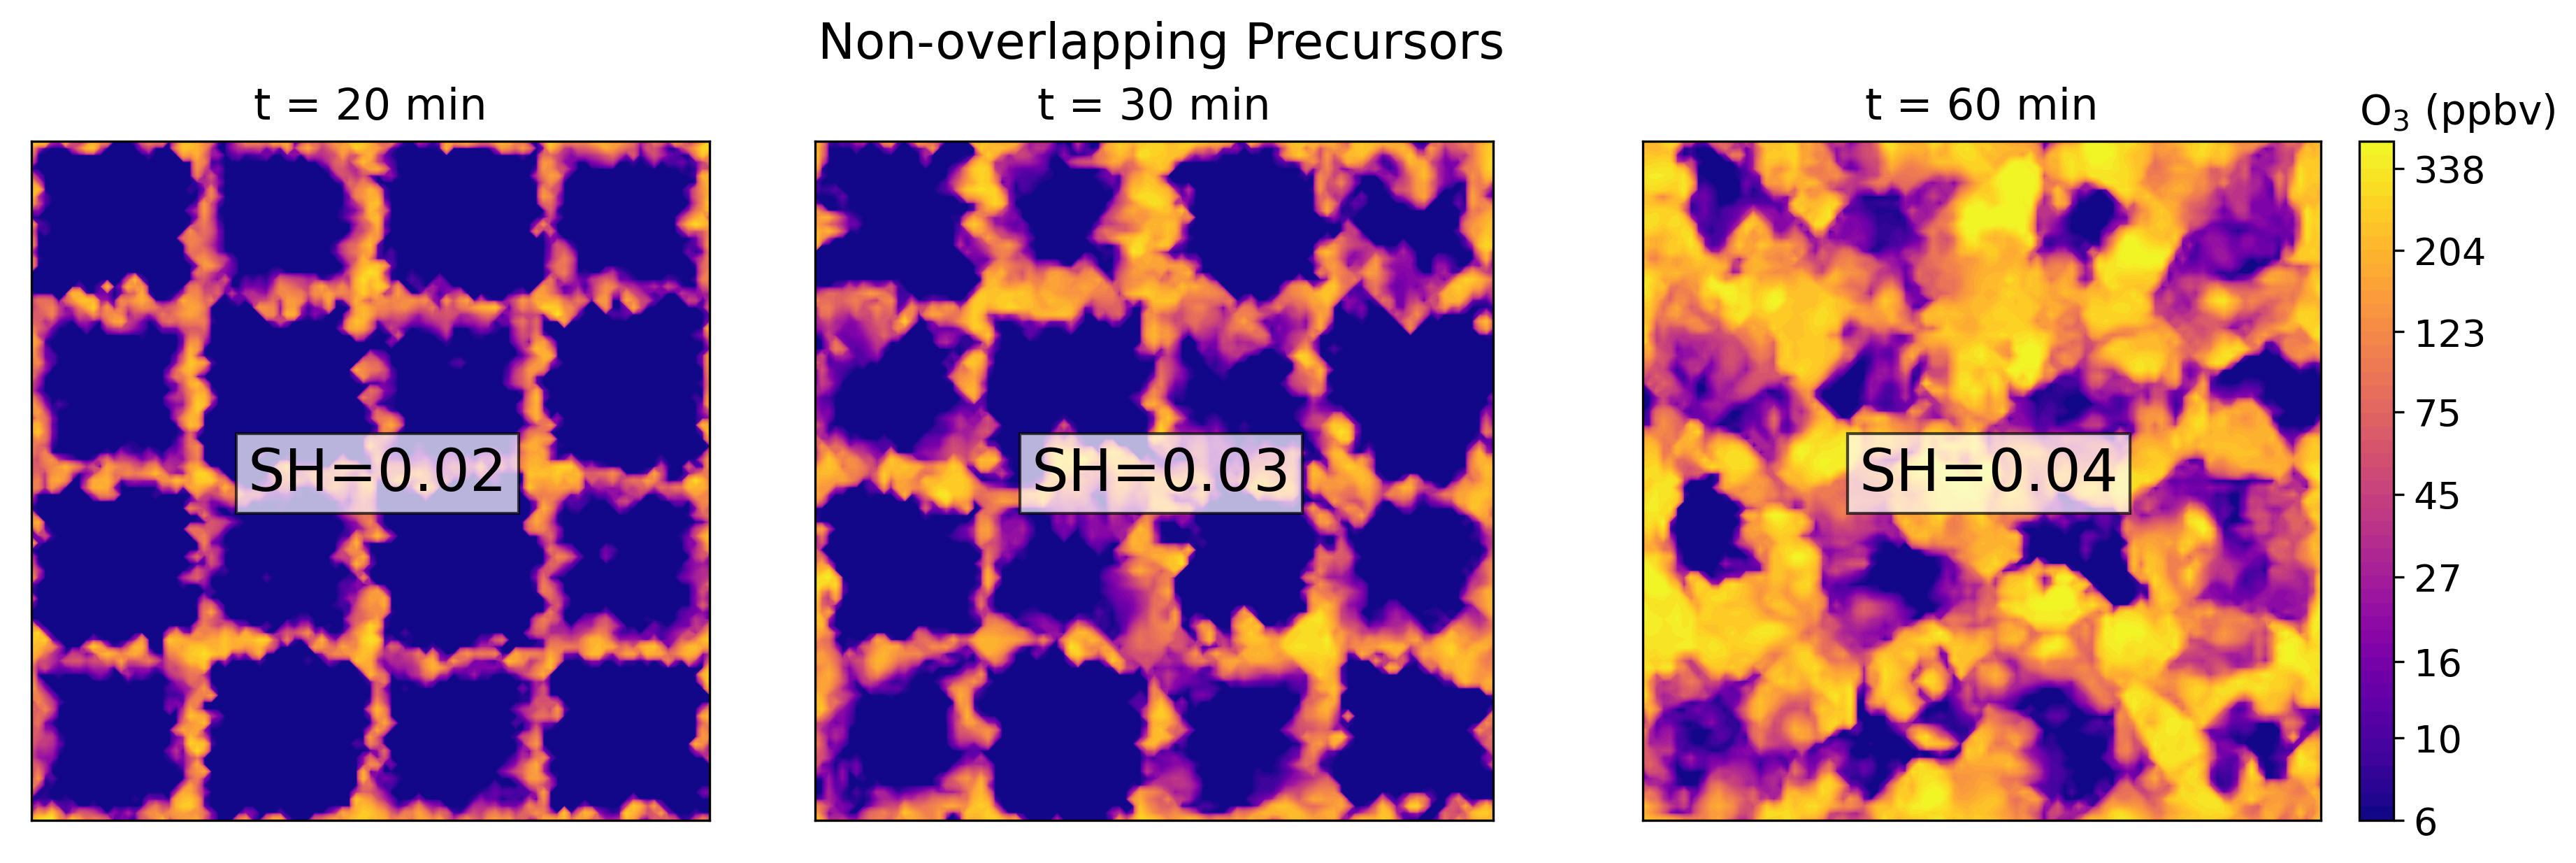 Non-overlapping Precursors
t = 20 min
t = 30 min
t = 60 min
O₃ (ppbv)
SH=0.02
SH=0.03
SH=0.04
338
204
123
75
45
27
16
10
6